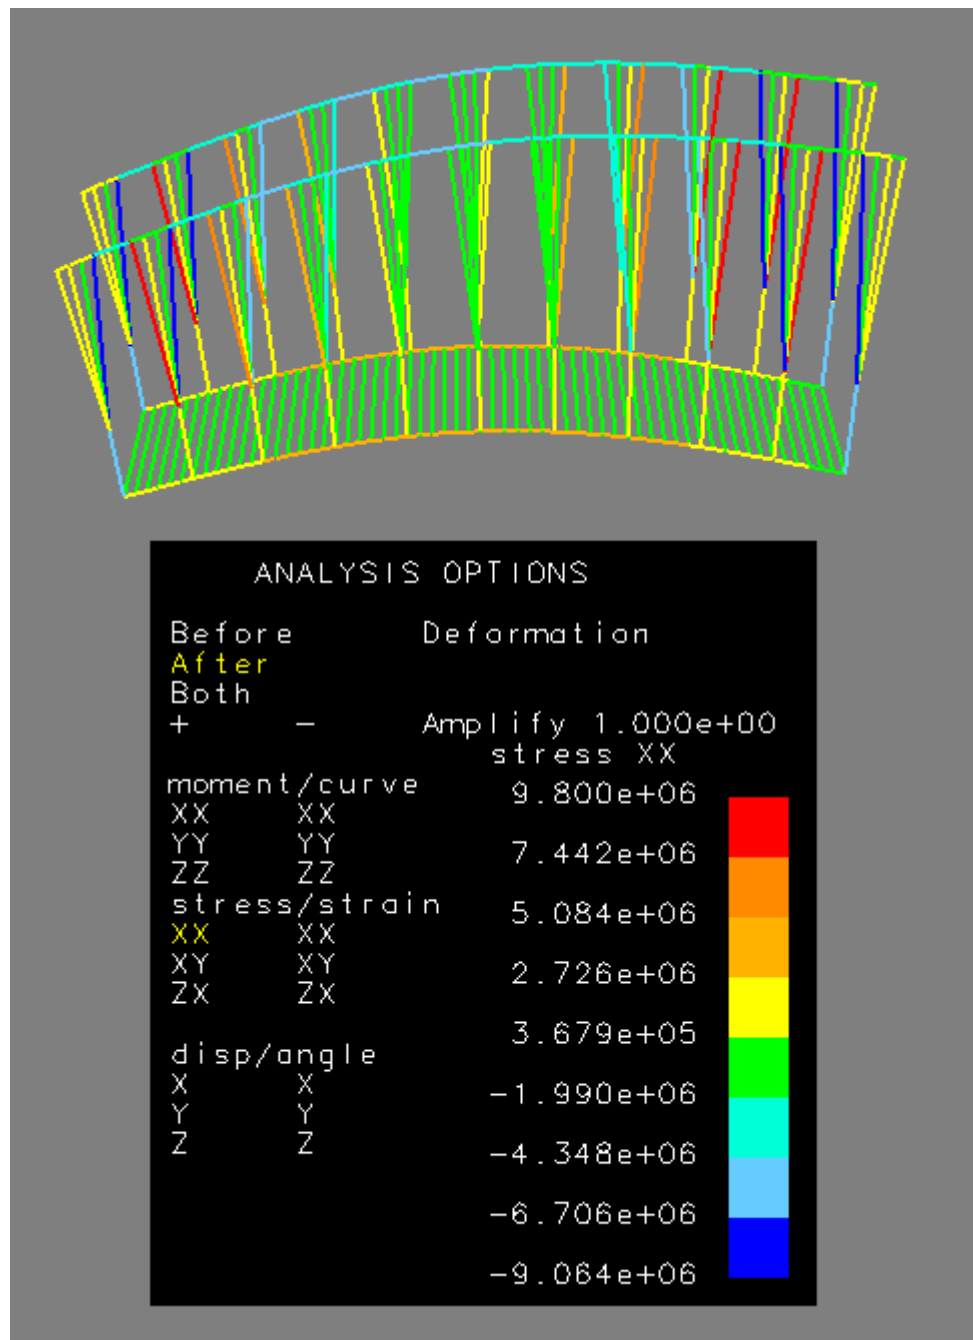 ANALYSIS OPTIONS
Before Deformation
After
Both
+ - Amplify 1.000e+00
stress XX
moment/curve 9.800e+06
XX XX
YY YY 7.442e+06
ZZ ZZ
stress/strain 5.084e+06
XX XX
XY XY 2.726e+06
ZX ZX
3.679e+05
disp/angle
X X -1.990e+06
Y Y
Z Z -4.348e+06
-6.706e+06
-9.064e+06